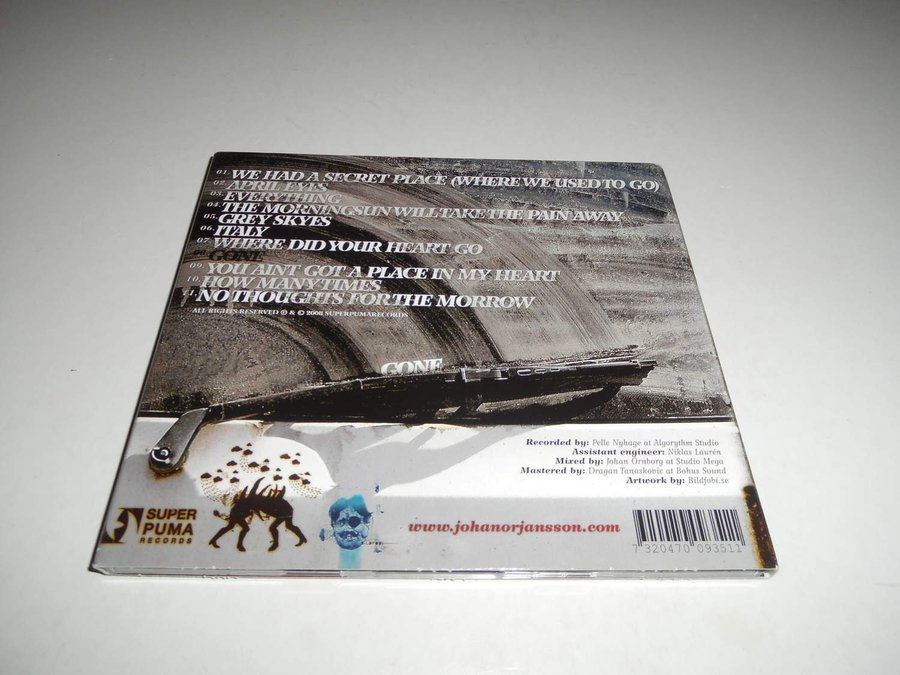 01. WE HAD A SECRET PLACE (WHERE WE USED TO GO)
02. APRIL EYES
03. EVERYTHING
04. THE MORNINGSUN WILL TAKE THE PAIN AWAY
05. GREY SKYES
06. ITALY
07. WHERE DID YOUR HEART GO
08. GONE
09. YOU AINT GOT A PLACE IN MY HEART
10. HOW MANY TIMES
11. NO THOUGHTS FOR THE MORROW
ALL RIGHTS RESERVED ℗ & © 2008 SUPERPUMARECORDS
GONE
Recorded by: Pelle Nyhage at Algorythm Studio
Assistant engineer: Niklas Laurén
Mixed by: Johan Örnborg at Studio Mega
Mastered by: Dragan Tanaskovic at Bohus Sound
Artwork by: Bildfobi.se
SUPER
PUMA
RECORDS
www.johanorjansson.com
7 320470 093511